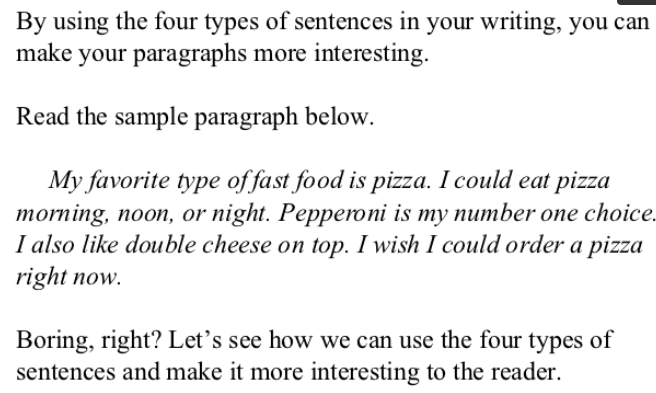 By using the four types of sentences in your writing, you can
make your paragraphs more interesting.
Read the sample paragraph below.
My favorite type of fast food is pizza. I could eat pizza
morning, noon, or night. Pepperoni is my number one choice.
I also like double cheese on top. I wish I could order a pizza
right now.
Boring, right? Let’s see how we can use the four types of
sentences and make it more interesting to the reader.